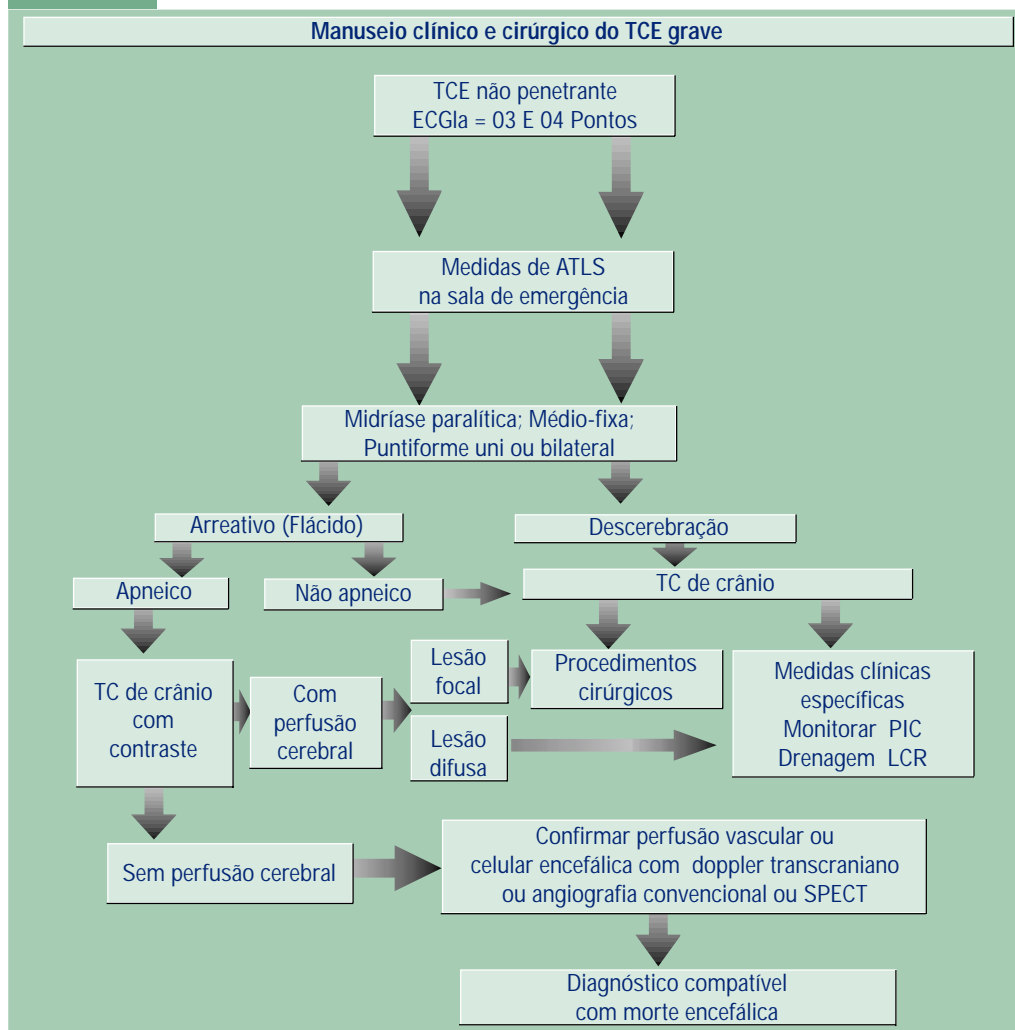 Manuseio clínico e cirúrgico do TCE grave
TCE não penetrante
ECGla = 03 E 04 Pontos
Medidas de ATLS
na sala de emergência
Midríase paralítica; Médio-fixa;
Puntiforme uni ou bilateral
Arreativo (Flácido)
Descerebração
Apneico
Não apneico
TC de crânio
TC de crânio
com
contraste
Com
perfusão
cerebral
Lesão
focal
Lesão
difusa
Procedimentos
cirúrgicos
Medidas clínicas
específicas
Monitorar PIC
Drenagem LCR
Sem perfusão cerebral
Confirmar perfusão vascular ou
celular encefálica com doppler transcraniano
ou angiografia convencional ou SPECT
Diagnóstico compatível
com morte encefálica